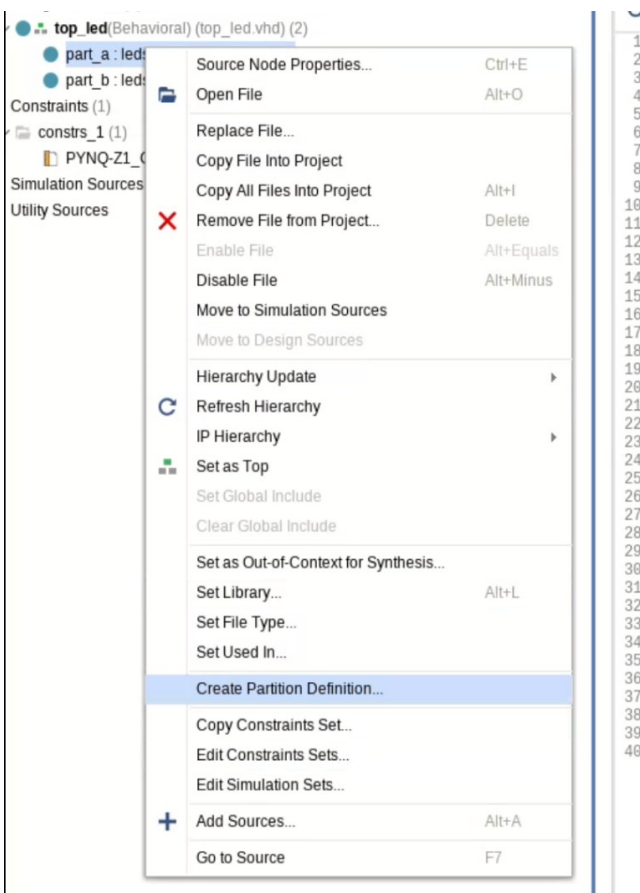 top_led(Behavioral) (top_led.vhd) (2)
part_a : leds
part_b : leds
Constraints (1)
constrs_1 (1)
PYNQ-Z1_
Simulation Sources
Utility Sources
Source Node Properties... Ctrl+E
Open File Alt+O
Replace File...
Copy File Into Project
Copy All Files Into Project Alt+I
Remove File from Project... Delete
Enable File Alt+Equals
Disable File Alt+Minus
Move to Simulation Sources
Move to Design Sources
Hierarchy Update
Refresh Hierarchy
IP Hierarchy
Set as Top
Set Global Include
Clear Global Include
Set as Out-of-Context for Synthesis...
Set Library... Alt+L
Set File Type...
Set Used In...
Create Partition Definition...
Copy Constraints Set...
Edit Constraints Sets...
Edit Simulation Sets...
Add Sources... Alt+A
Go to Source F7
1
2
3
4
5
6
7
8
9
10
11
12
13
14
15
16
17
18
19
20
21
22
23
24
25
26
27
28
29
30
31
32
33
34
35
36
37
38
39
40